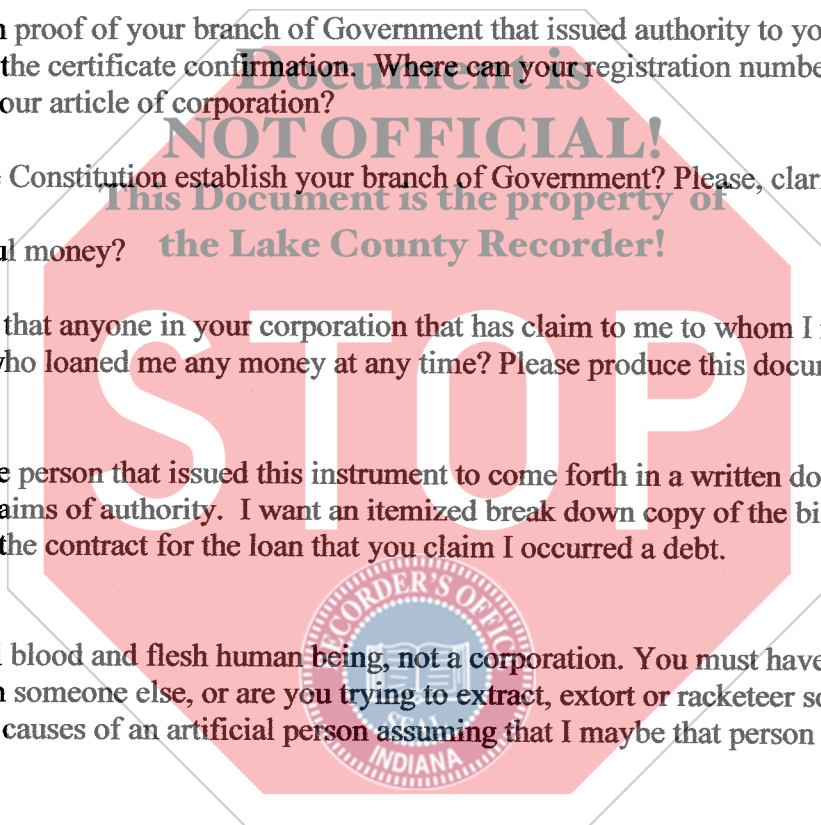 proof of your branch of Government that issued authority to yo
the certificate confirmation. Where can your registration numbe
our article of corporation?
Document is
NOT OFFICIAL!
Constitution establish your branch of Government? Please, clar
This Document is the property of
money?
the Lake County Recorder!
STOP
that anyone in your corporation that has claim to me to whom I
who loaned me any money at any time? Please produce this docu
person that issued this instrument to come forth in a written do
aims of authority. I want an itemized break down copy of the bi
the contract for the loan that you claim I occurred a debt.
blood and flesh human being, not a corporation. You must have
someone else, or are you trying to extract, extort or racketeer so
causes of an artificial person assuming that I maybe that person
RECORDER'S OFFICE
SEAL
INDIANA